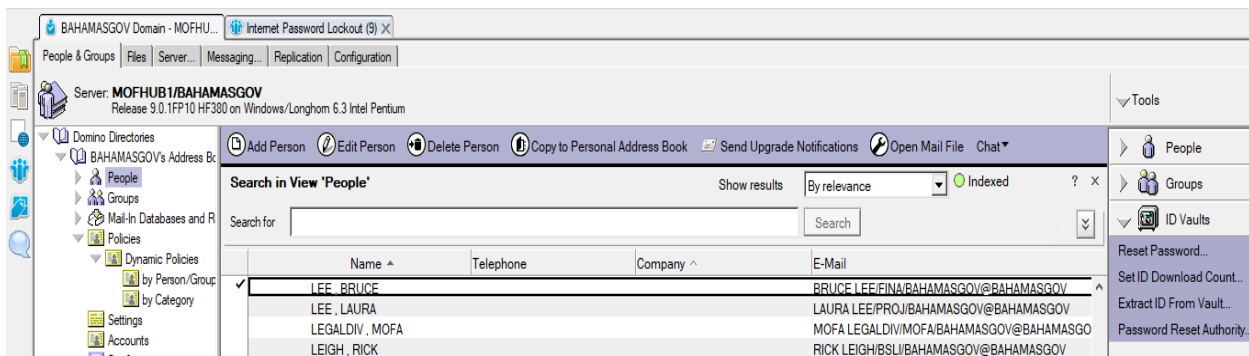 BAHAMASGOV Domain - MOFHU... Internet Password Lockout (9)
People & Groups Files Server... Messaging... Replication Configuration
Server: MOFHUB1/BAHAMASGOV
Release 9.0.1FP10 HF380 on Windows/Longhorn 6.3 Intel Pentium
Tools
Domino Directories
BAHAMASGOV's Address Bc
People
Groups
Mail-In Databases and R
Policies
Dynamic Policies
by Person/Group
by Category
Settings
Accounts
Add Person Edit Person Delete Person Copy to Personal Address Book Send Upgrade Notifications Open Mail File Chat
Search in View 'People' Show results By relevance Indexed ? X
Search for Search
Name Telephone Company E-Mail
LEE , BRUCE BRUCE LEE/FINA/BAHAMASGOV@BAHAMASGOV
LEE , LAURA LAURA LEE/PROJ/BAHAMASGOV@BAHAMASGOV
LEGALDIV , MOFA MOFA LEGALDIV/MOFA/BAHAMASGOV@BAHAMASGO
LEIGH , RICK RICK LEIGH/BSLI/BAHAMASGOV@BAHAMASGOV
People
Groups
ID Vaults
Reset Password...
Set ID Download Count...
Extract ID From Vault...
Password Reset Authority..